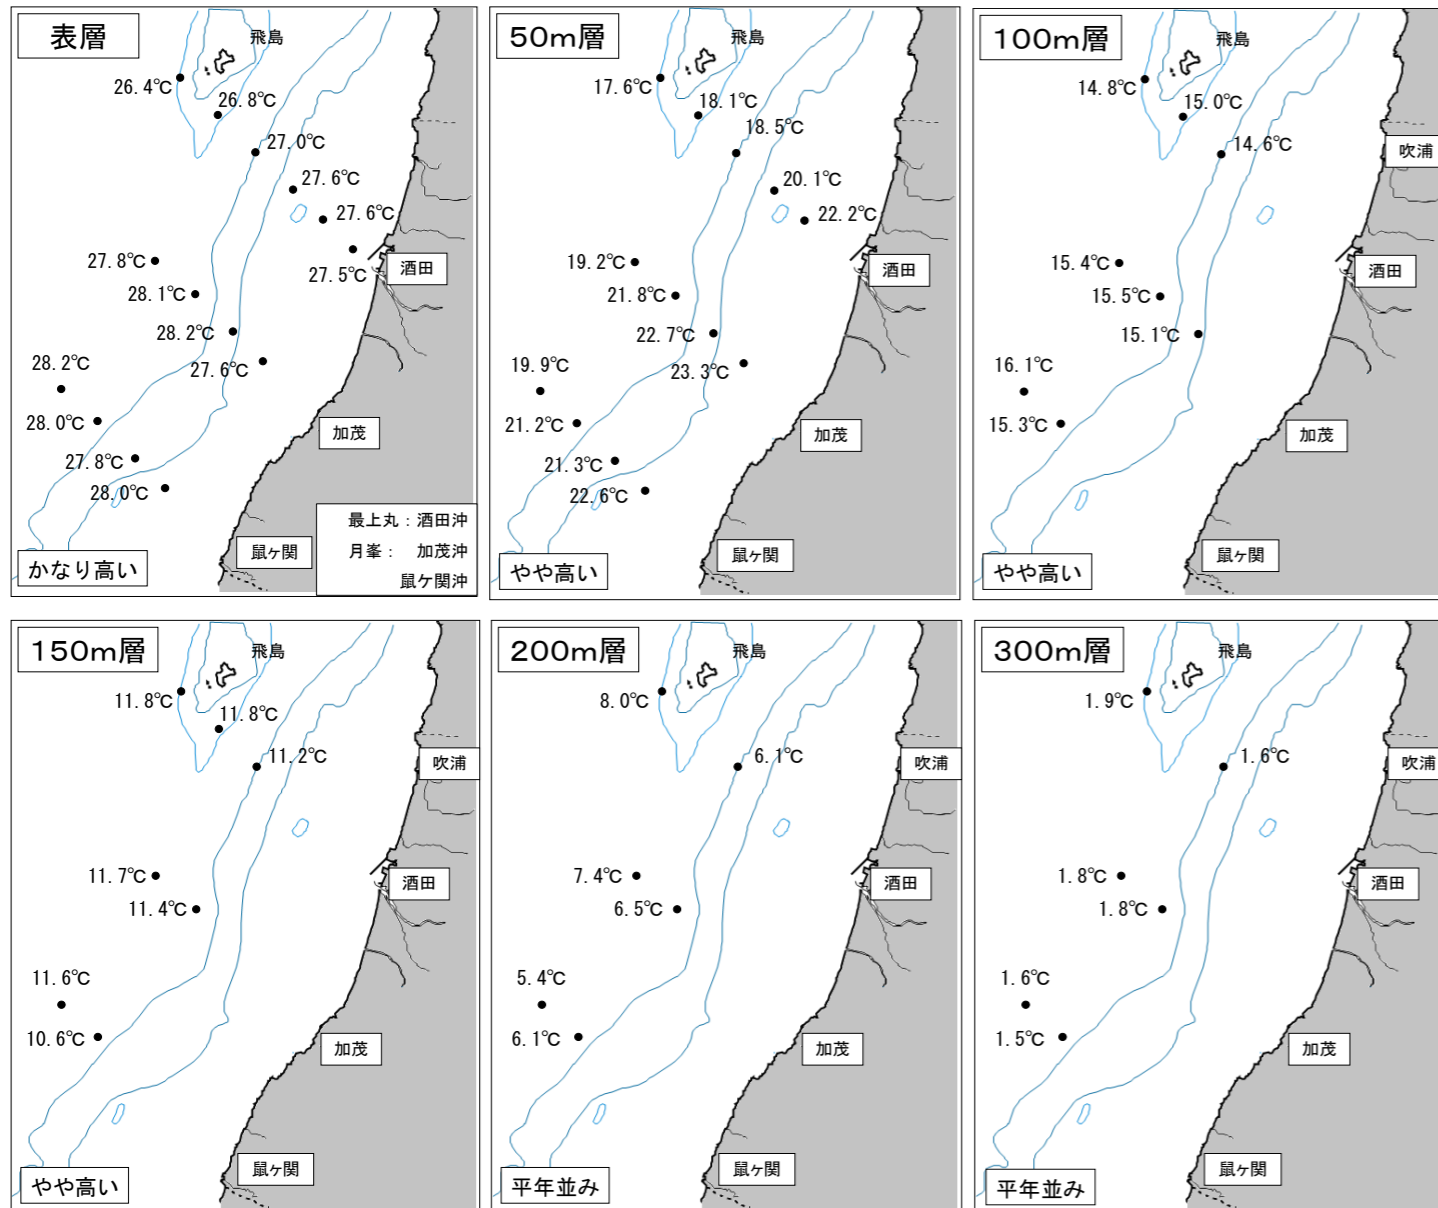 表層
飛島
26.4℃
26.8℃
27.0℃
27.6℃
27.6℃
27.5℃
酒田
27.8℃
28.1℃
28.2℃
27.6℃
28.2℃
28.0℃
加茂
27.8℃
28.0℃
最上丸：酒田沖
月峯： 加茂沖
鼠ケ関沖
鼠ヶ関
かなり高い
50m層
飛島
17.6℃
18.1℃
18.5℃
20.1℃
22.2℃
酒田
19.2℃
21.8℃
22.7℃
23.3℃
19.9℃
21.2℃
加茂
21.3℃
22.6℃
鼠ヶ関
やや高い
100m層
飛島
14.8℃
15.0℃
14.6℃
吹浦
酒田
15.4℃
15.5℃
15.1℃
16.1℃
15.3℃
加茂
鼠ヶ関
やや高い
150m層
飛島
11.8℃
11.8℃
11.2℃
吹浦
11.7℃
酒田
11.4℃
11.6℃
10.6℃
加茂
鼠ヶ関
やや高い
200m層
飛島
8.0℃
6.1℃
吹浦
7.4℃
酒田
6.5℃
5.4℃
6.1℃
加茂
鼠ヶ関
平年並み
300m層
飛島
1.9℃
1.6℃
吹浦
1.8℃
酒田
1.8℃
1.6℃
1.5℃
加茂
鼠ヶ関
平年並み